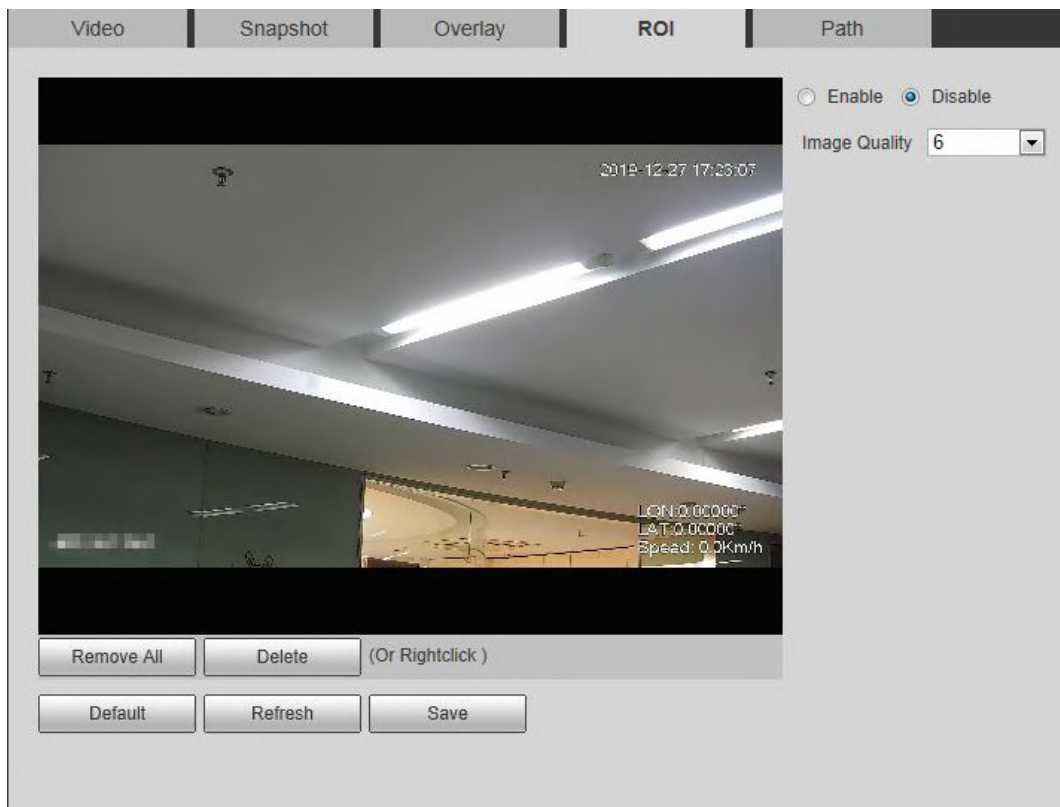 Video
Snapshot
Overlay
ROI
Path
Enable
Disable
Image Quality
6
2019-12-27 17:23:07
LON:0.00000°
LAT:0.00000°
Speed: 0.0Km/h
Remove All
Delete
(Or Rightclick )
Default
Refresh
Save